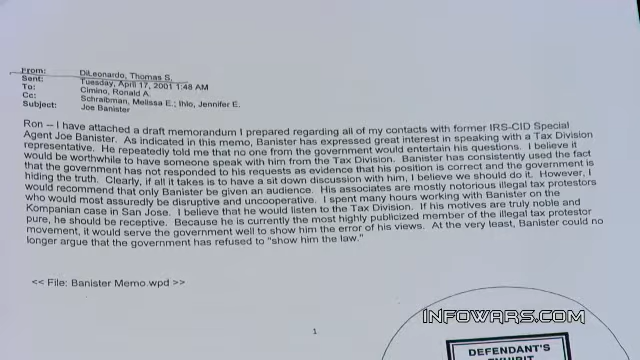 From: DiLeonardo, Thomas S.
Sent: Tuesday, April 17, 2001 1:48 AM
To: Cimino, Ronald A.
Cc: Schraibman, Melissa E.; Ihlo, Jennifer E.
Subject: Joe Banister
Ron -- I have attached a draft memorandum I prepared regarding all of my contacts with former IRS-CID Special
Agent Joe Banister. As indicated in this memo, Banister has expressed great interest in speaking with a Tax Division
representative. He repeatedly told me that no one from the government would entertain his questions. I believe it
would be worthwhile to have someone speak with him from the Tax Division. Banister has consistently used the fact
that the government has not responded to his requests as evidence that his position is correct and the government is
hiding the truth. Clearly, if all it takes is to have a sit down discussion with him, I believe we should do it. However, I
would recommend that only Banister be given an audience. His associates are mostly notorious illegal tax protestors
who would most assuredly be disruptive and uncooperative. I spent many hours working with Banister on the
Kompanian case in San Jose. I believe that he would listen to the Tax Division. If his motives are truly noble and
pure, he should be receptive. Because he is currently the most highly publicized member of the illegal tax protestor
movement, it would serve the government well to show him the error of his views. At the very least, Banister could no
longer argue that the government has refused to "show him the law."
<< File: Banister Memo.wpd >>
1
INFOWARS.COM
DEFENDANT'S
EXHIBIT